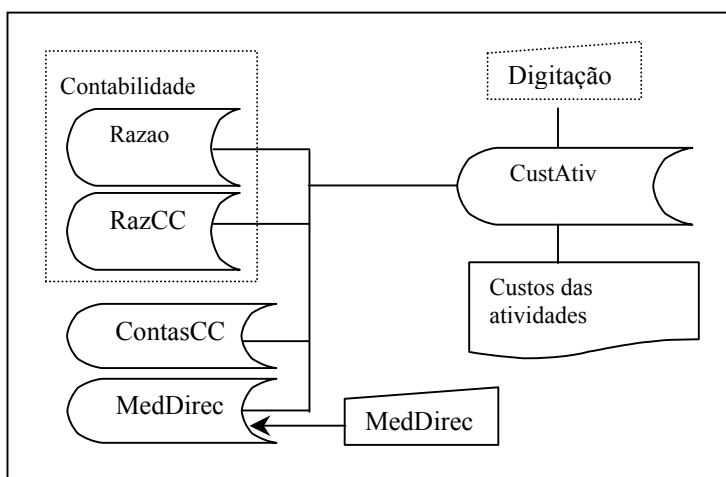 Contabilidade
Razao
RazCC
ContasCC
MedDirec
MedDirec
Digitação
CustAtiv
Custos das
atividades